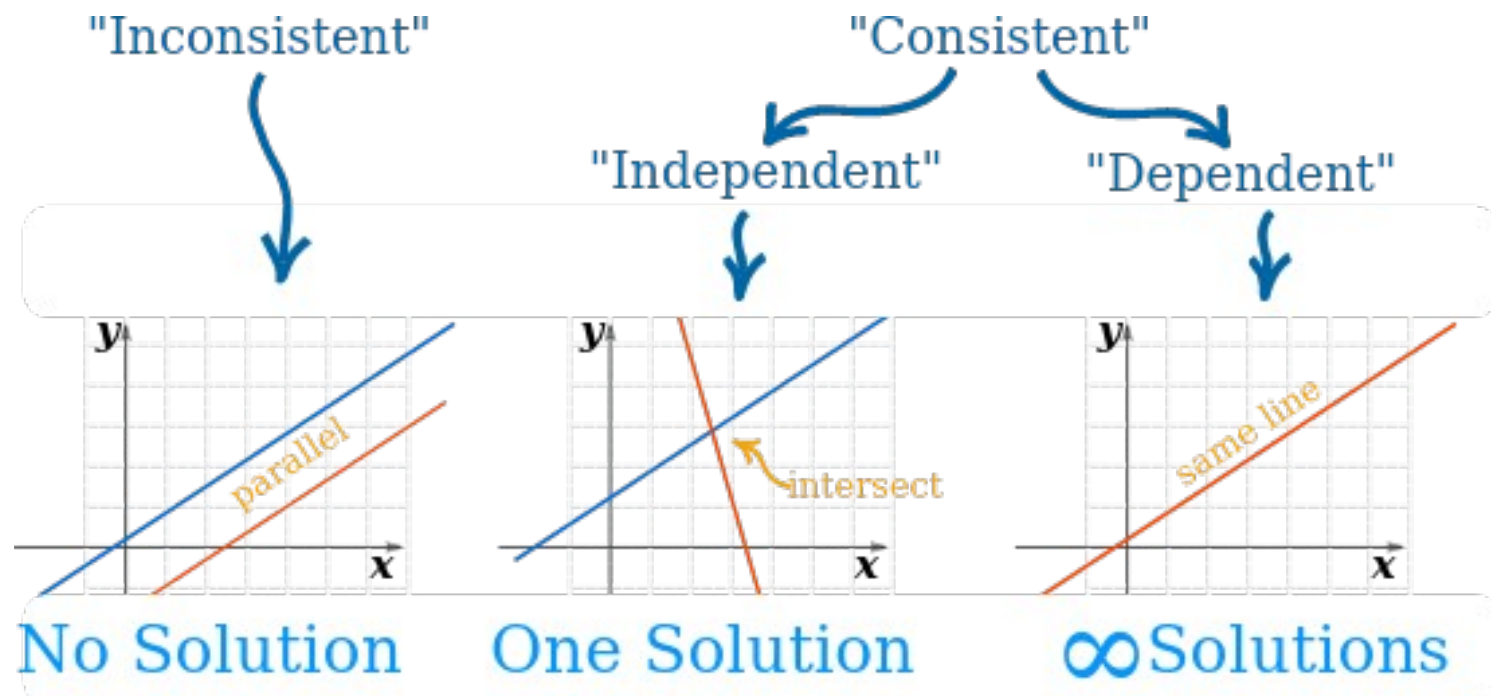 "Inconsistent" "Consistent"
"Independent" "Dependent"
y y y
parallel
intersect
same line
x x x
No Solution One Solution ∞ Solutions